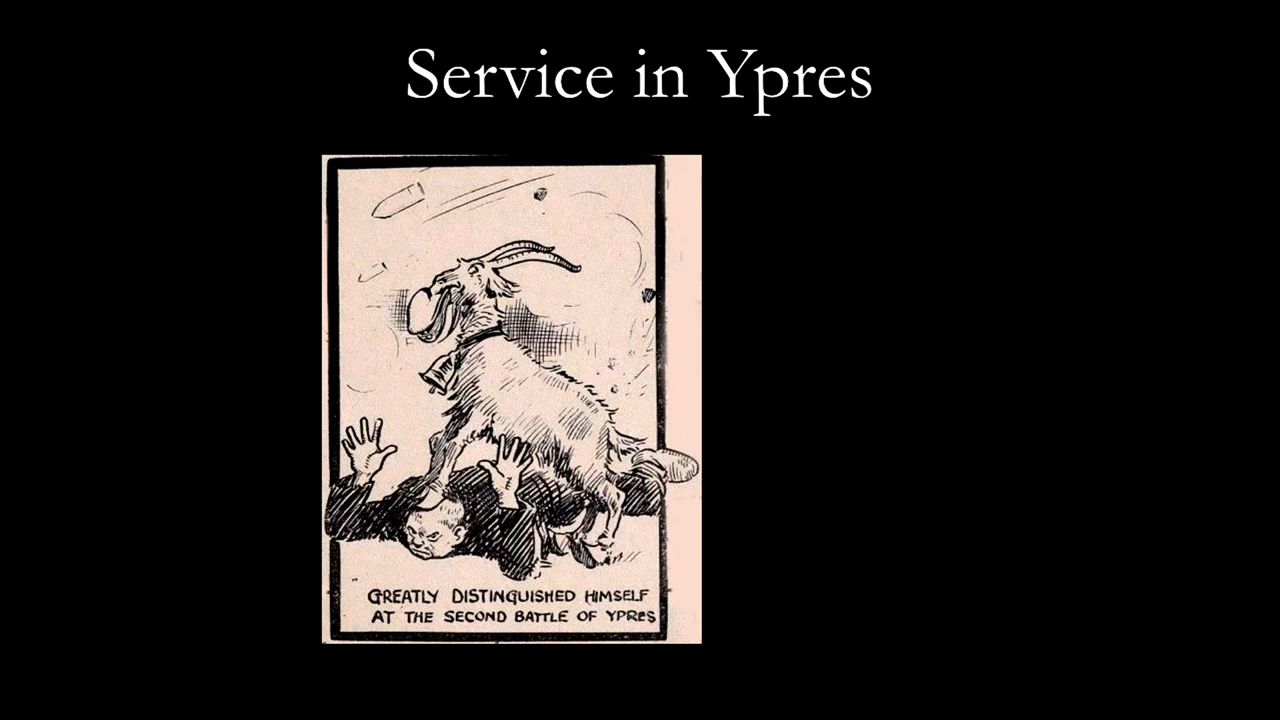 Service in Ypres
GREATLY DISTINGUISHED HIMSELF
AT THE SECOND BATTLE OF YPRES